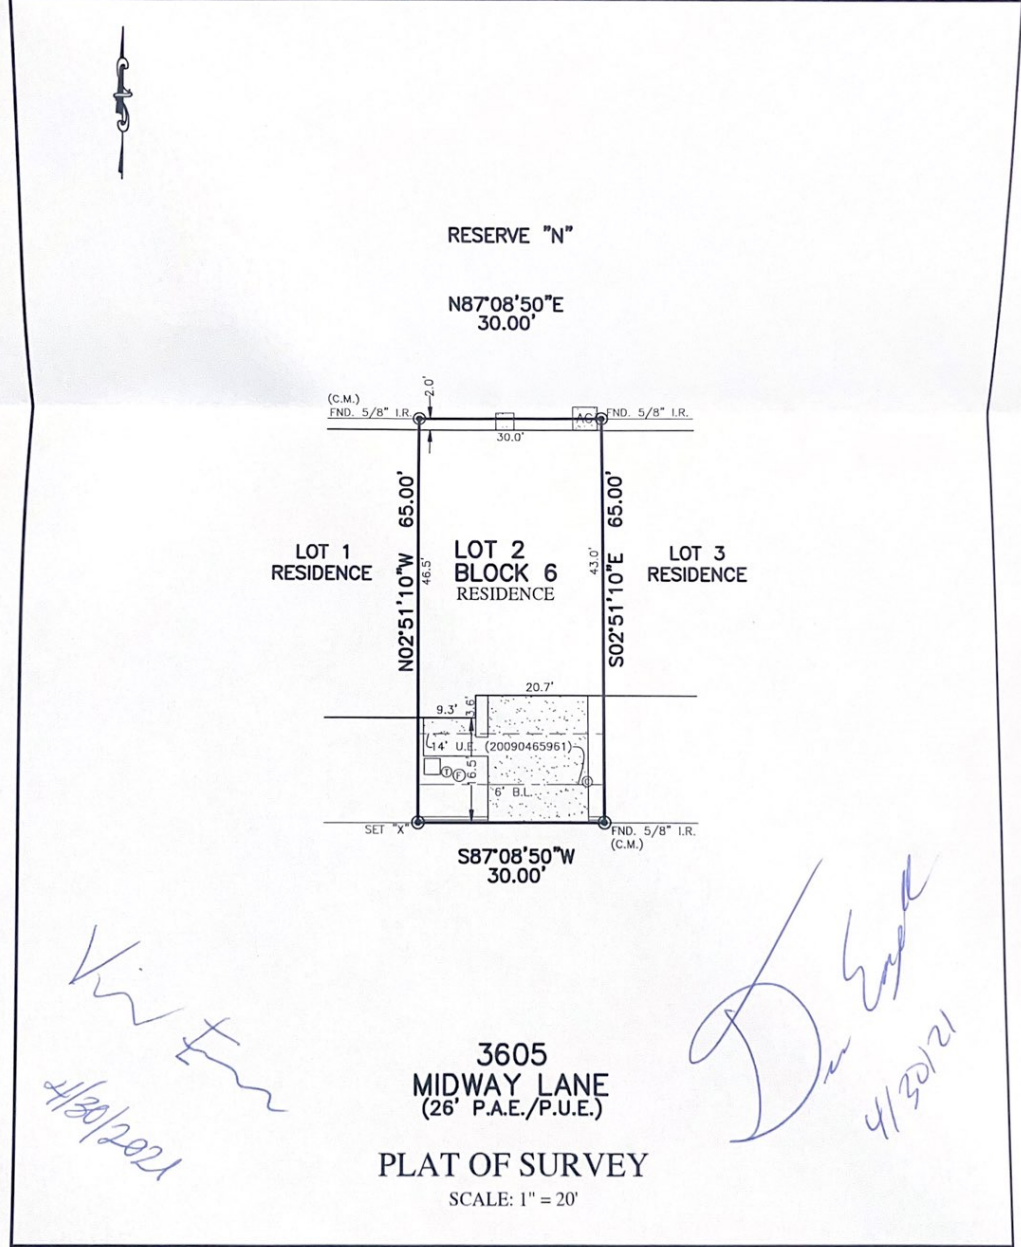 RESERVE "N"
N87°08'50"E
30.00'
(C.M.)
FND. 5/8" I.R.
2.0'
AC
FND. 5/8" I.R.
30.0'
N02°51'10"W 65.00'
46.5'
LOT 1
RESIDENCE
LOT 2
BLOCK 6
RESIDENCE
43.0'
S02°51'10"E 65.00'
LOT 3
RESIDENCE
20.7'
9.3'
3.6'
14' U.E. (20090465961)
16.5'
T F
C
6' B.L.
SET "X"
FND. 5/8" I.R.
(C.M.)
S87°08'50"W
30.00'
4/30/2021
4/30/21
3605
MIDWAY LANE
(26' P.A.E./P.U.E.)
PLAT OF SURVEY
SCALE: 1" = 20'